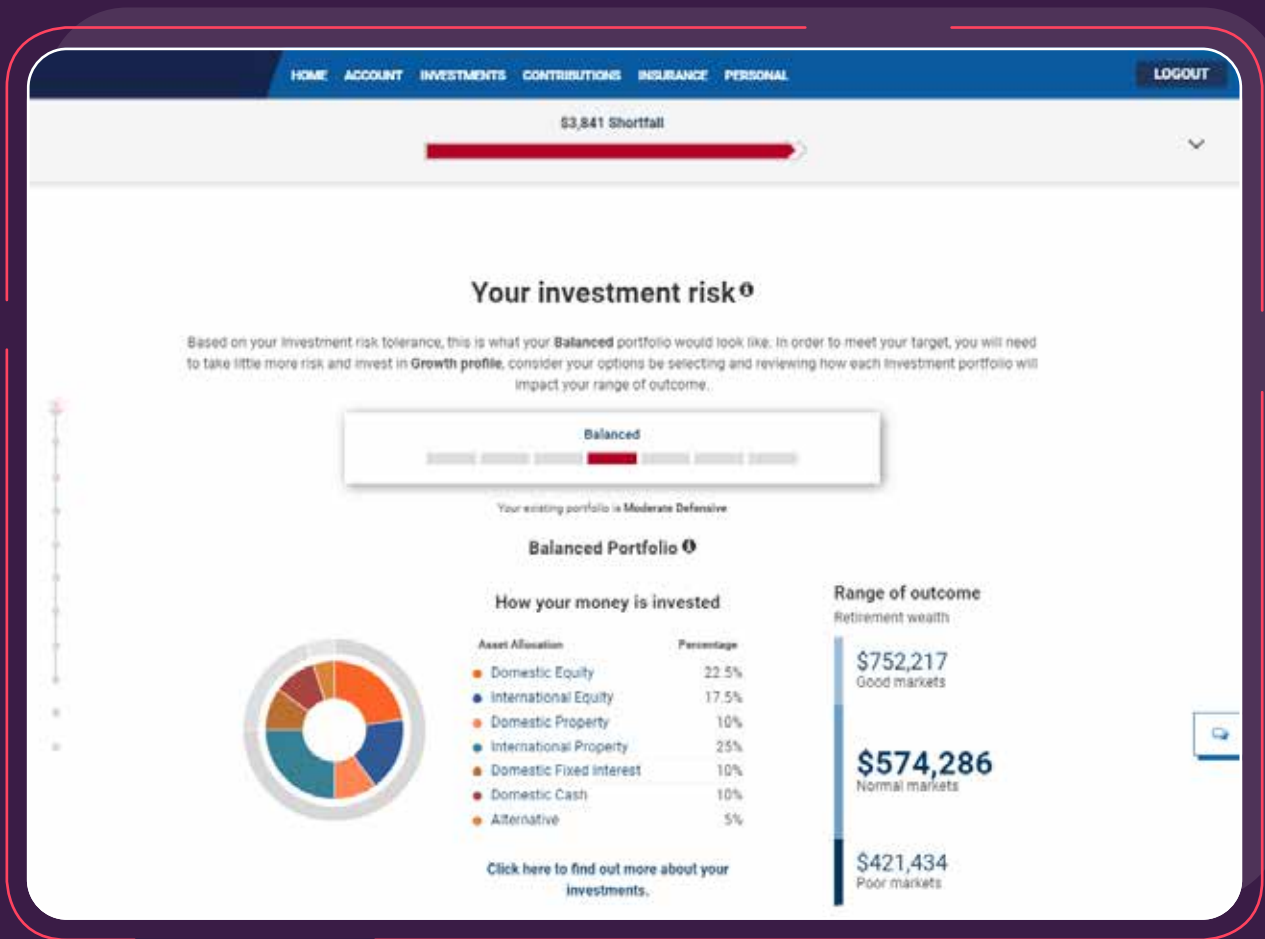 HOME ACCOUNT INVESTMENTS CONTRIBUTIONS INSURANCE PERSONAL LOGOUT
$3,841 Shortfall
Your investment risk
Based on your Investment risk tolerance, this is what your Balanced portfolio would look like. In order to meet your target, you will need
to take little more risk and invest in Growth profile, consider your options be selecting and reviewing how each Investment portfolio will
impact your range of outcome.
Balanced
Your existing portfolio is Moderate Defensive
Balanced Portfolio
How your money is invested
Asset Allocation Percentage
Domestic Equity 22.5%
International Equity 17.5%
Domestic Property 10%
International Property 25%
Domestic Fixed Interest 10%
Domestic Cash 10%
Alternative 5%
Click here to find out more about your
investments.
Range of outcome
Retirement wealth
$752,217
Good markets
$574,286
Normal markets
$421,434
Poor markets